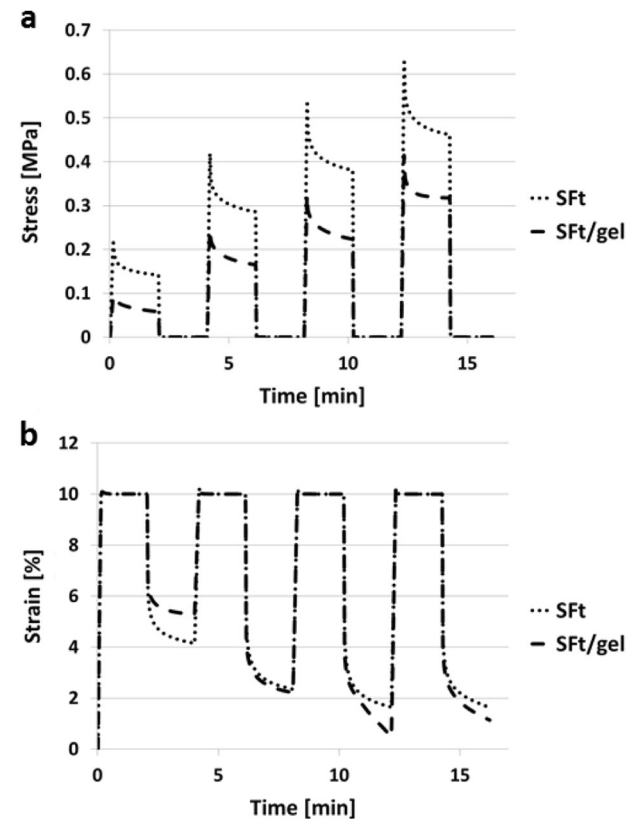 a
0.7
0.6
0.5
0.4
0.3
0.2
0.1
0
Stress [MPa]
0 5 10 15
Time [min]
SFt
SFt/gel
b
12
10
8
6
4
2
0
Strain [%]
0 5 10 15
Time [min]
SFt
SFt/gel